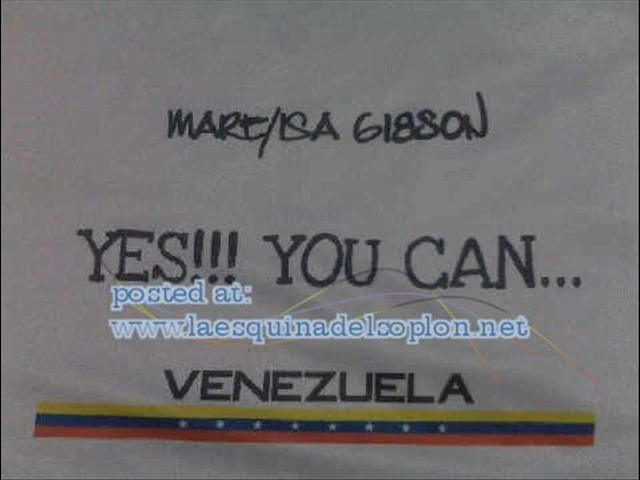 MARE/ISA GIBSON
YES!!! YOU CAN...
posted at:
www.laesquinadelsoplon.net
VENEZUELA